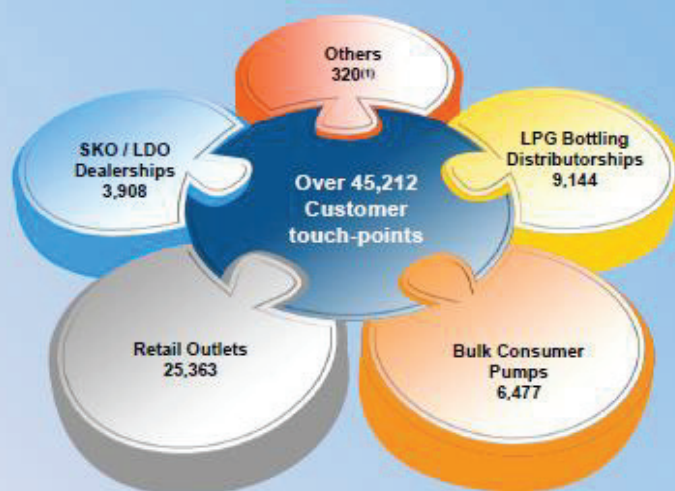 Others
320⁽¹⁾
SKO / LDO
Dealerships
3,908
LPG Bottling
Distributorships
9,144
Over 45,212
Customer
touch-points
Retail Outlets
25,363
Bulk Consumer
Pumps
6,477